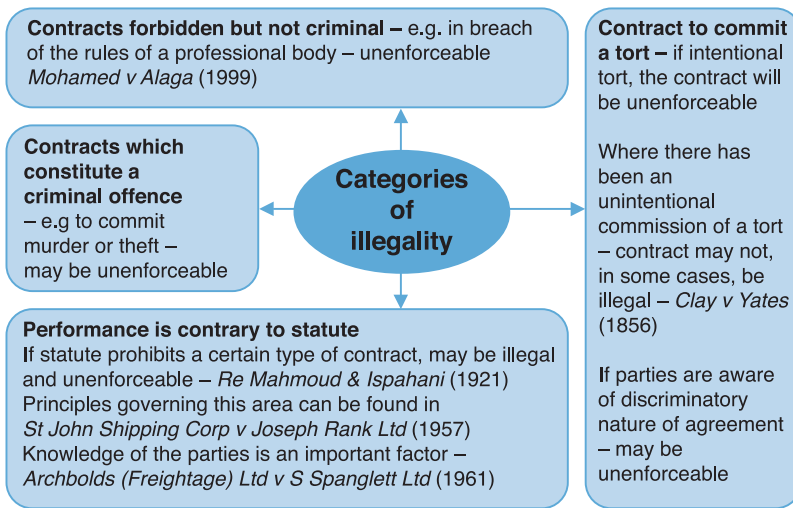 Contracts forbidden but not criminal – e.g. in breach
of the rules of a professional body – unenforceable
Mohamed v Alaga (1999)
Contract to commit
a tort – if intentional
tort, the contract will
be unenforceable
Where there has
been an
unintentional
commission of a tort
– contract may not,
in some cases, be
illegal – Clay v Yates
(1856)
If parties are aware
of discriminatory
nature of agreement
– may be
unenforceable
Contracts which
constitute a
criminal offence
– e.g to commit
murder or theft –
may be unenforceable
Categories
of
illegality
Performance is contrary to statute
If statute prohibits a certain type of contract, may be illegal
and unenforceable – Re Mahmoud & Ispahani (1921)
Principles governing this area can be found in
St John Shipping Corp v Joseph Rank Ltd (1957)
Knowledge of the parties is an important factor –
Archbolds (Freightage) Ltd v S Spanglett Ltd (1961)